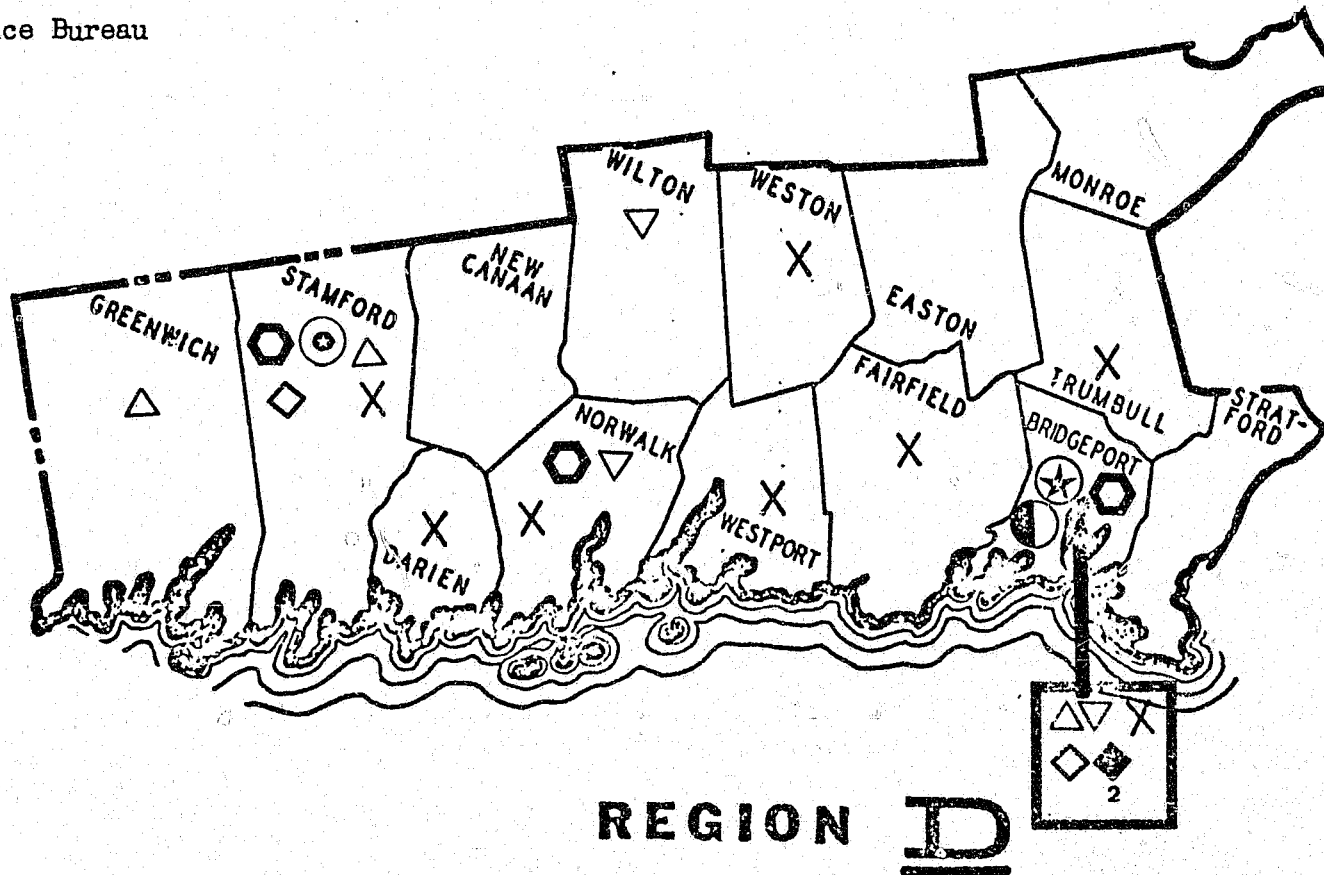 ce Bureau
WILTON
WESTON
MONROE
NEW
CANAAN
STAMFORD
GREENWICH
EASTON
FAIRFIELD
TRUMBULL
STRAT-
FORD
NORWALK
BRIDGEPORT
WESTPORT
DARIEN
2
REGION D